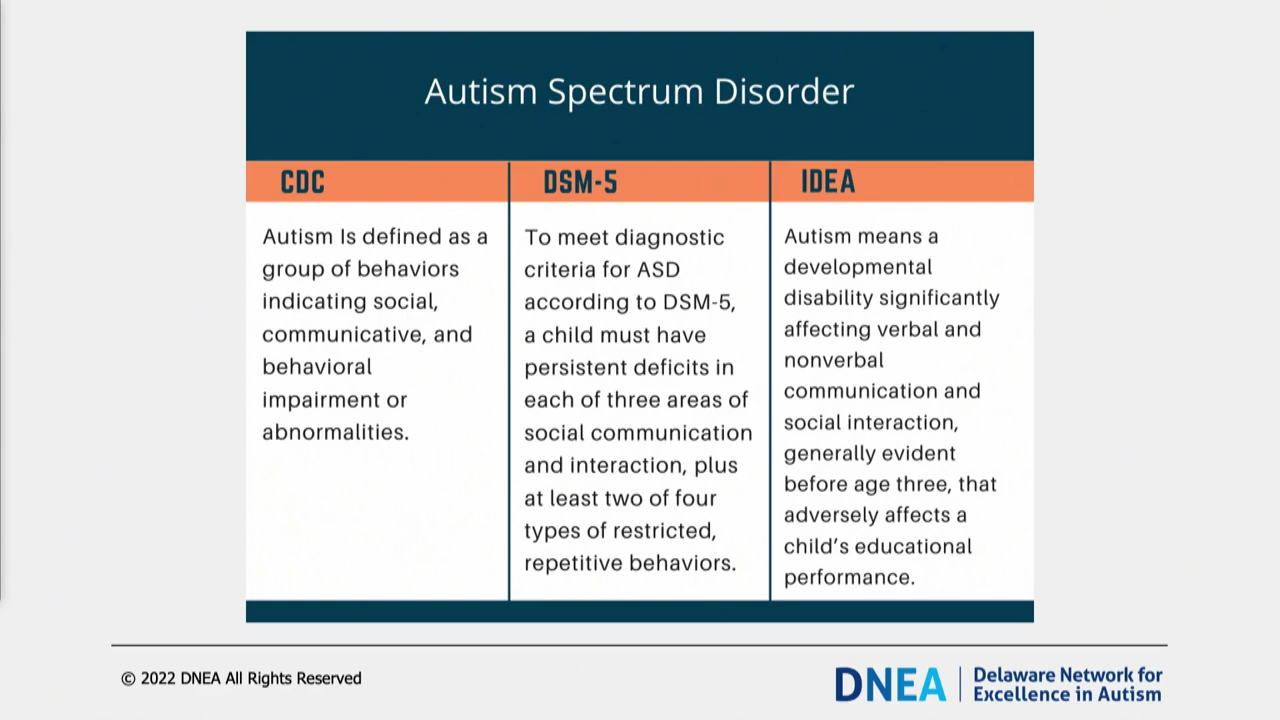 Autism Spectrum Disorder
CDC
Autism Is defined as a
group of behaviors
indicating social,
communicative, and
behavioral
impairment or
abnormalities.
DSM-5
To meet diagnostic
criteria for ASD
according to DSM-5,
a child must have
persistent deficits in
each of three areas of
social communication
and interaction, plus
at least two of four
types of restricted,
repetitive behaviors.
IDEA
Autism means a
developmental
disability significantly
affecting verbal and
nonverbal
communication and
social interaction,
generally evident
before age three, that
adversely affects a
child’s educational
performance.
© 2022 DNEA All Rights Reserved
DNEA
Delaware Network for
Excellence in Autism